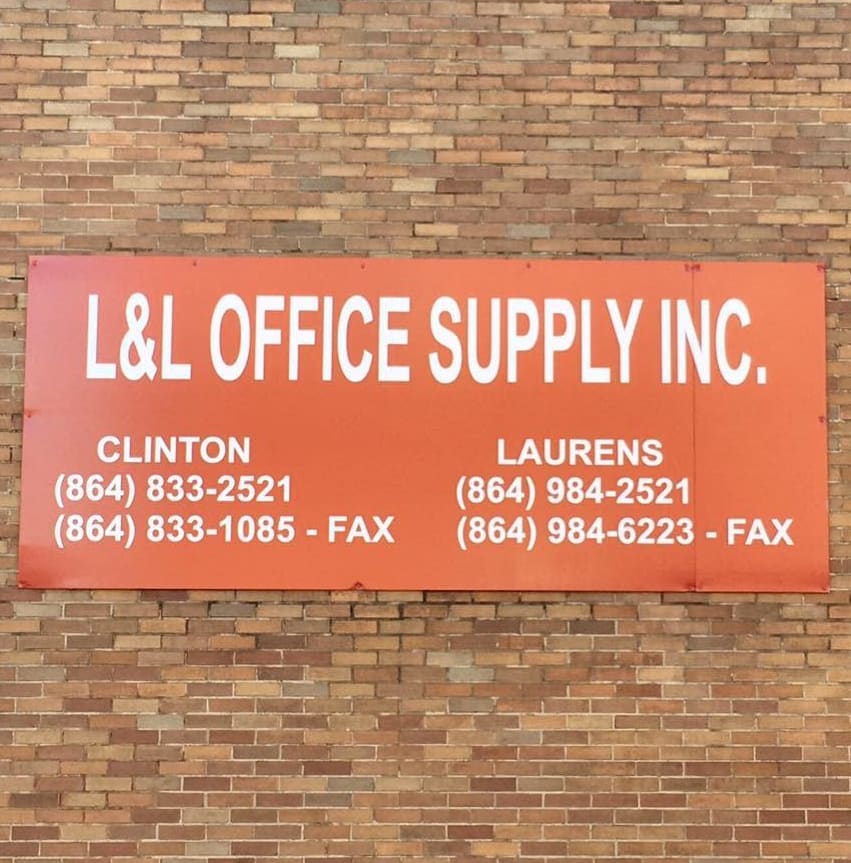 L&L OFFICE SUPPLY INC.
CLINTON
(864) 833-2521
(864) 833-1085 - FAX
LAURENS
(864) 984-2521
(864) 984-6223 - FAX